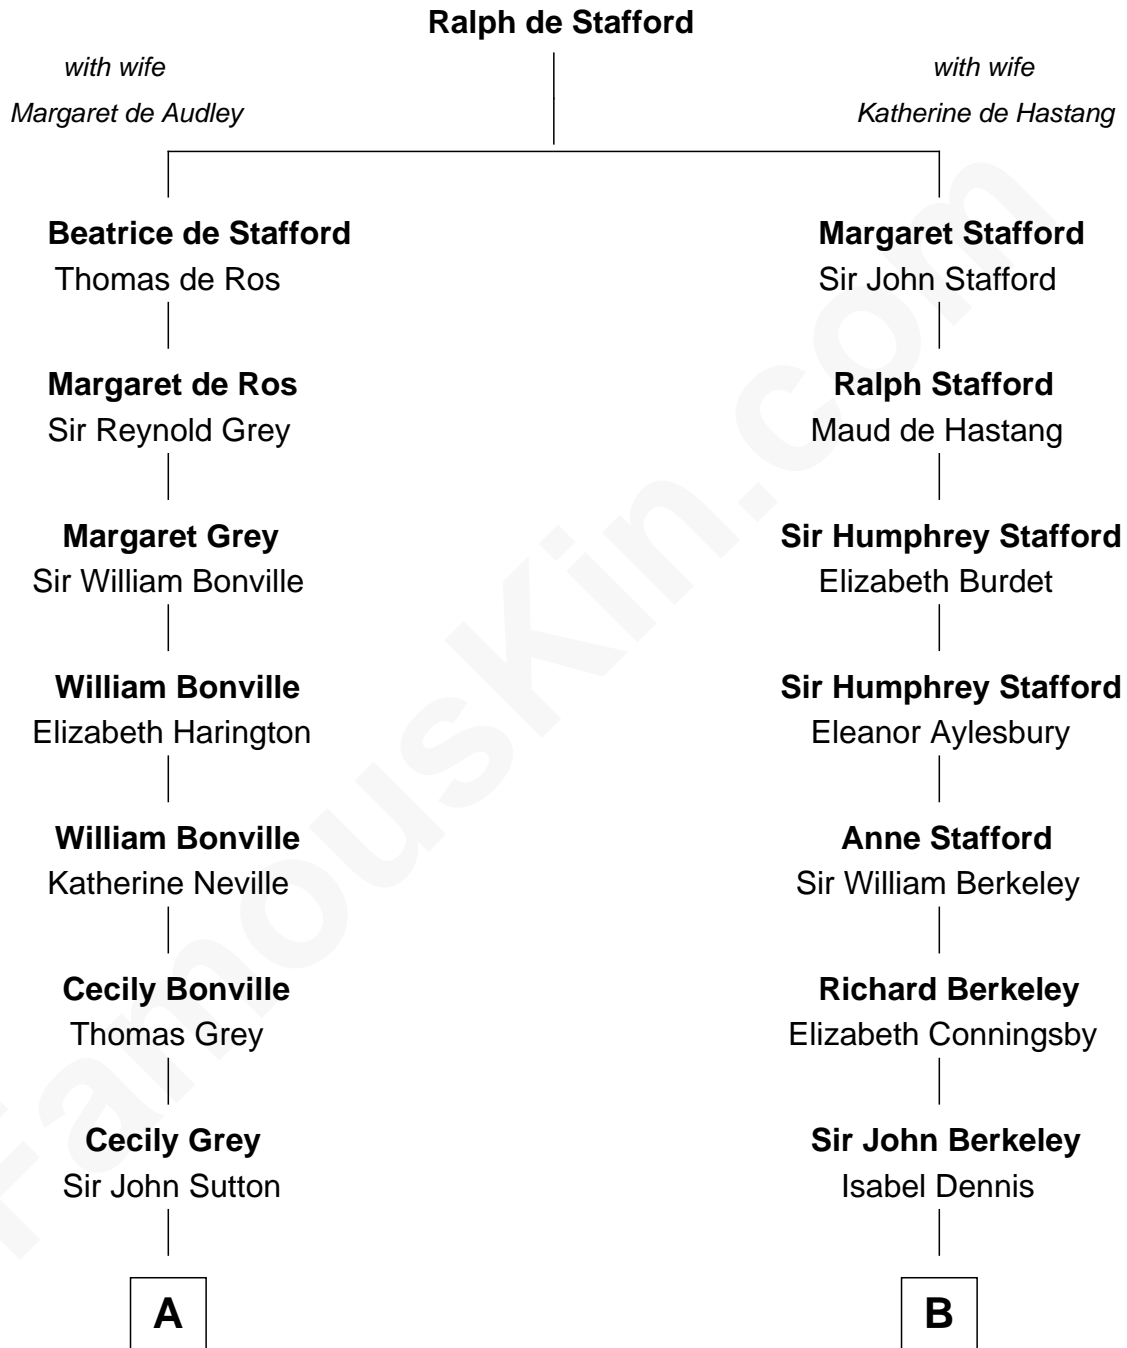 Ralph de Stafford
with wife
Margaret de Audley
with wife
Katherine de Hastang
Beatrice de Stafford
Thomas de Ros
Margaret Stafford
Sir John Stafford
Margaret de Ros
Sir Reynold Grey
Ralph Stafford
Maud de Hastang
Margaret Grey
Sir William Bonville
Sir Humphrey Stafford
Elizabeth Burdet
William Bonville
Elizabeth Harington
Sir Humphrey Stafford
Eleanor Aylesbury
William Bonville
Katherine Neville
Anne Stafford
Sir William Berkeley
Cecily Bonville
Thomas Grey
Richard Berkeley
Elizabeth Conningsby
Cecily Grey
Sir John Sutton
Sir John Berkeley
Isabel Dennis
A
B
FamousKin.com